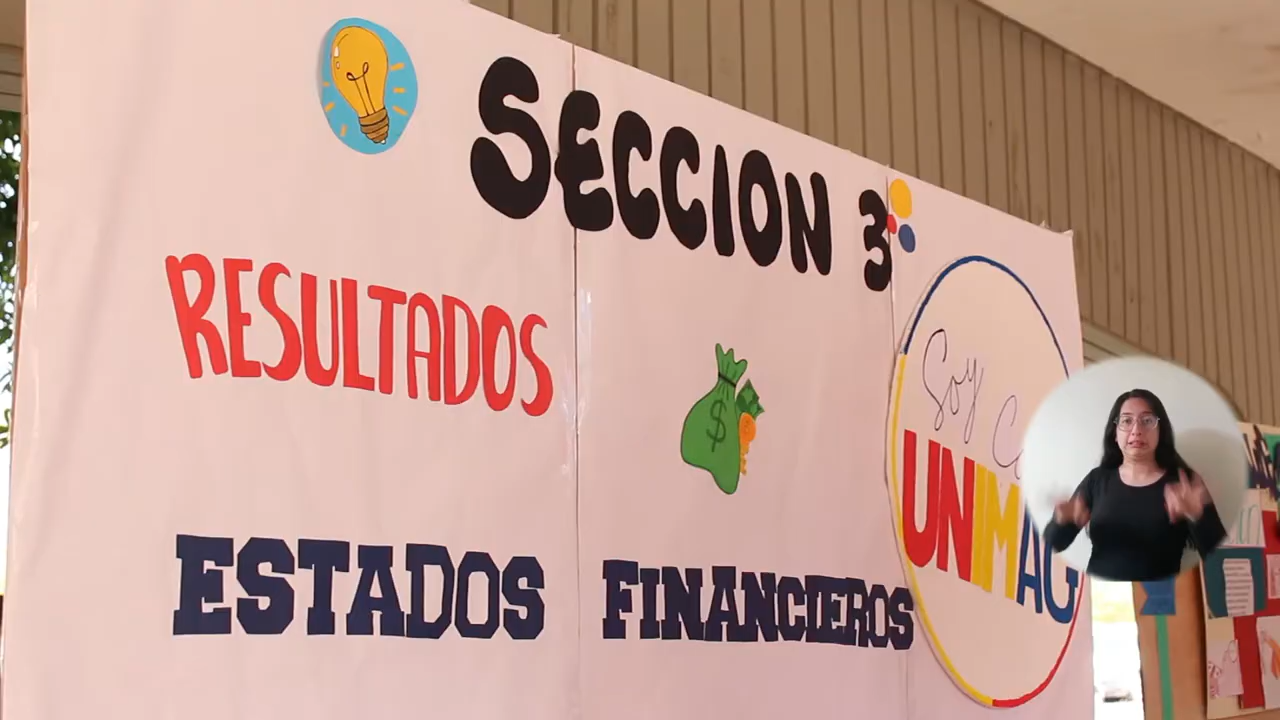 SECCION 3
RESULTADOS
$
Soy
UNIMAG
ESTADOS FINANCIEROS